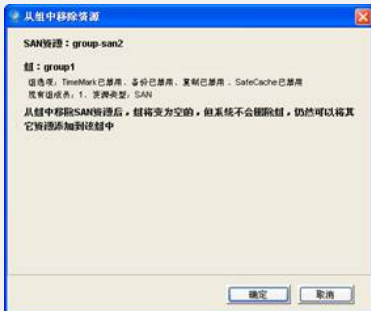 从组中移除资源
SAN资源：group-san2
组：group1
组选项：TimeMark已禁用、备份已禁用、复制已禁用、SafeCache已禁用
现有组成员：1，资源类型：SAN
从组中移除SAN资源后，组将变为空的，但系统不会删除组，仍然可以将其
它资源添加到该组中
确定
取消